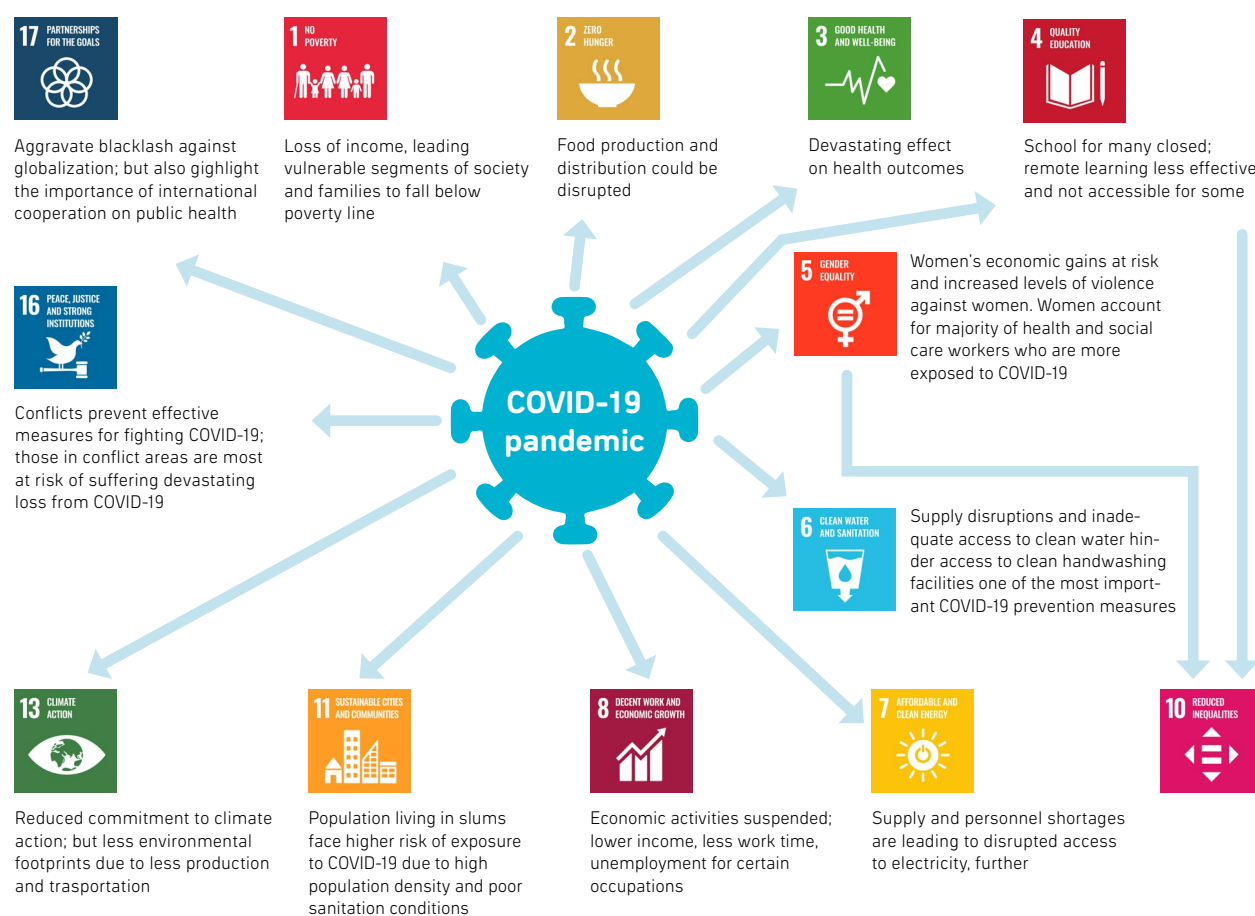 17 PARTNERSHIPS
FOR THE GOALS
Aggravate blacklash against
globalization; but also gighlight
the importance of international
cooperation on public health
1 NO
POVERTY
Loss of income, leading
vulnerable segments of society
and families to fall below
poverty line
2 ZERO
HUNGER
Food production and
distribution could be
disrupted
3 GOOD HEALTH
AND WELL-BEING
Devastating effect
on health outcomes
4 QUALITY
EDUCATION
School for many closed;
remote learning less effective
and not accessible for some
16 PEACE, JUSTICE
AND STRONG
INSTITUTIONS
Conflicts prevent effective
measures for fighting COVID-19;
those in conflict areas are most
at risk of suffering devastating
loss from COVID-19
COVID-19
pandemic
5 GENDER
EQUALITY
Women's economic gains at risk
and increased levels of violence
against women. Women account
for majority of health and social
care workers who are more
exposed to COVID-19
6 CLEAN WATER
AND SANITATION
Supply disruptions and inade-
quate access to clean water hin-
der access to clean handwashing
facilities one of the most import-
ant COVID-19 prevention measures
13 CLIMATE
ACTION
Reduced commitment to climate
action; but less environmental
footprints due to less production
and trasportation
11 SUSTAINABLE CITIES
AND COMMUNITIES
Population living in slums
face higher risk of exposure
to COVID-19 due to high
population density and poor
sanitation conditions
8 DECENT WORK AND
ECONOMIC GROWTH
Economic activities suspended;
lower income, less work time,
unemployment for certain
occupations
7 AFFORDABLE AND
CLEAN ENERGY
Supply and personnel shortages
are leading to disrupted access
to electricity, further
10 REDUCED
INEQUALITIES